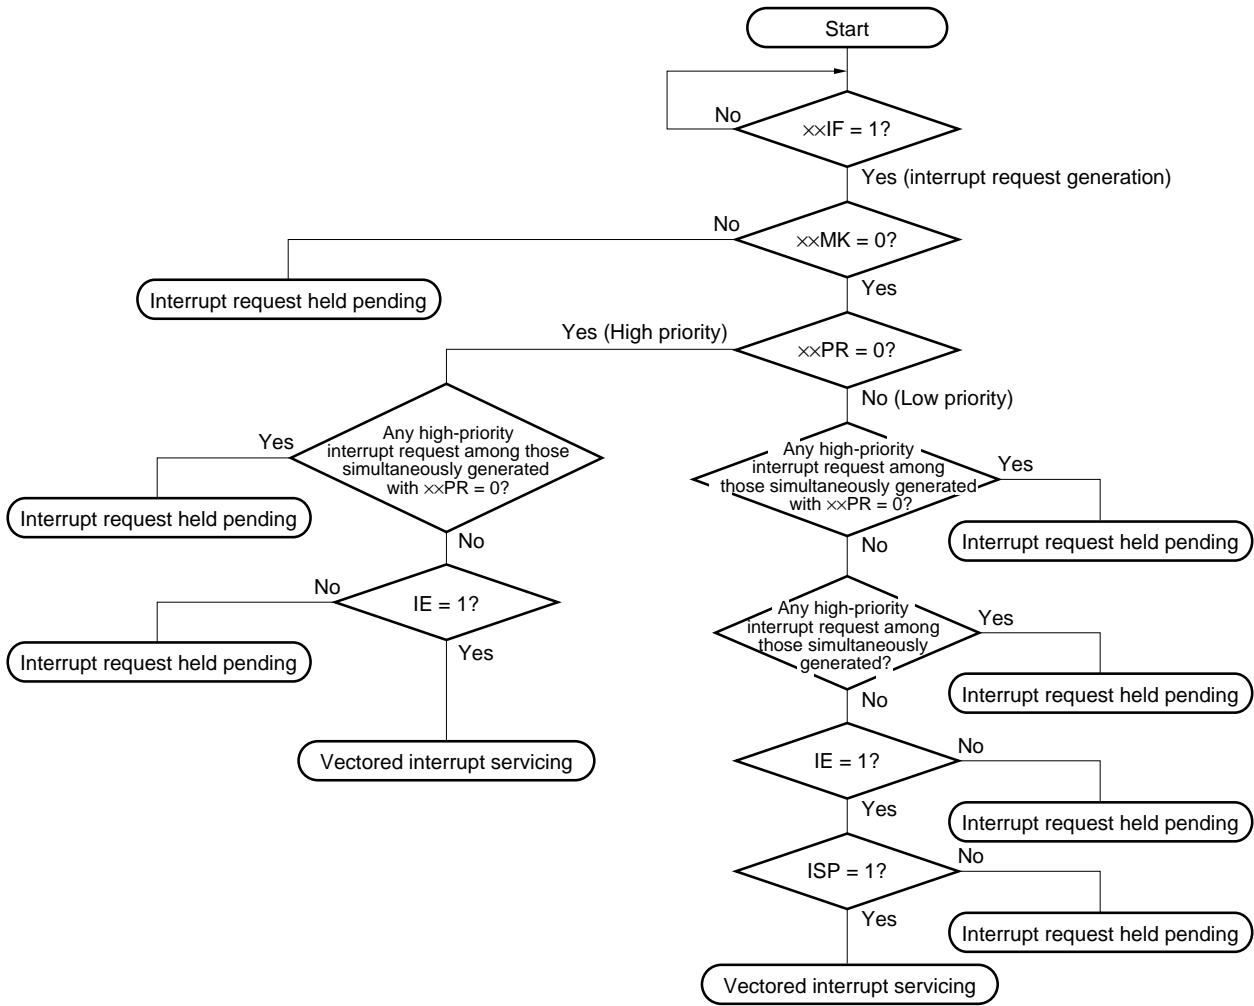 Start
No
××IF = 1?
Yes (interrupt request generation)
No
××MK = 0?
Interrupt request held pending
Yes
Yes (High priority)
××PR = 0?
No (Low priority)
Yes
Any high-priority
interrupt request among those
simultaneously generated
with ××PR = 0?
Any high-priority
interrupt request among
those simultaneously generated
with ××PR = 0?
Yes
Interrupt request held pending
Interrupt request held pending
No
No
No
IE = 1?
Any high-priority
interrupt request among
those simultaneously
generated?
Yes
Interrupt request held pending
Yes
Interrupt request held pending
No
Vectored interrupt servicing
IE = 1?
No
Yes
Interrupt request held pending
ISP = 1?
No
Yes
Interrupt request held pending
Vectored interrupt servicing